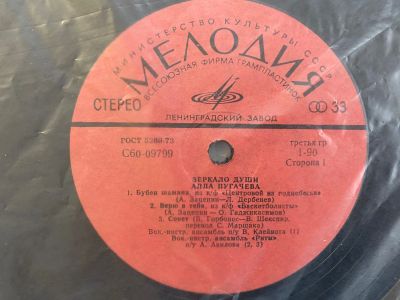 МИНИСТЕРСТВО КУЛЬТУРЫ СССР
МЕЛОДИЯ
ВСЕСОЮЗНАЯ ФИРМА ГРАМПЛАСТИНОК
СТЕРЕО
33
ЛЕНИНГРАДСКИЙ ЗАВОД
ГОСТ 5289-73
третья гр
С60-09799
1-90
Сторона 1
ЗЕРКАЛО ДУШИ
АЛЛА ПУГАЧЕВА
1. Бубен шамана, из к/ф «Центровой из поднебесья»
(А. Зацепин—Л. Дербенев)
2. Верю в тебя, из к/ф «Баскетболисты»
(А. Зацепин — О. Гаджикасимов)
3. Совет (Б. Горбонос—В. Шекспир,
перевод С. Маршака)
Вок.-инстр. ансамбль п/у В. Клейнота (1)
Вок.-инстр. ансамбль «Ритм»
п/у А. Авилова (2, 3)